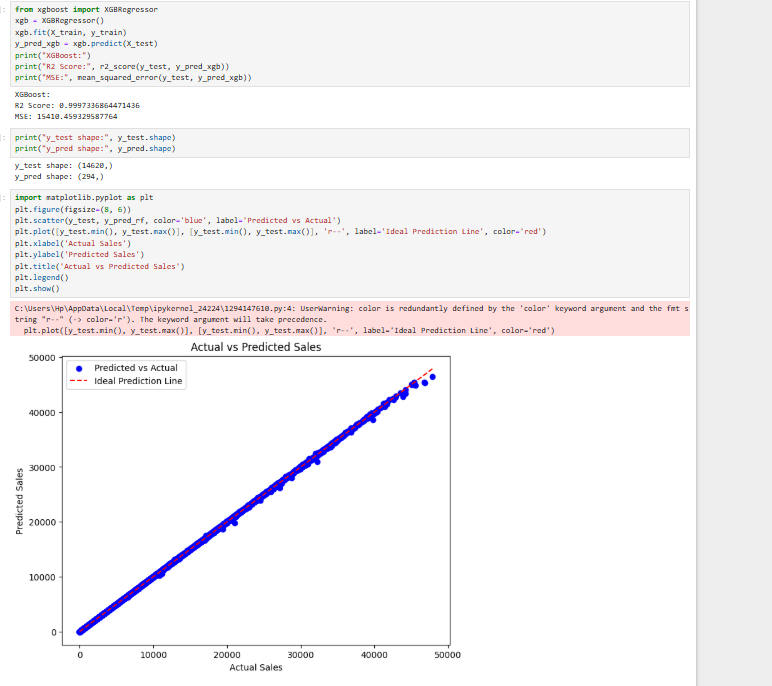 from xgboost import XGBRegressor
xgb = XGBRegressor()
xgb.fit(X_train, y_train)
y_pred_xgb = xgb.predict(X_test)
print("XGBoost:")
print("R2 Score:", r2_score(y_test, y_pred_xgb))
print("MSE:", mean_squared_error(y_test, y_pred_xgb))
XGBoost:
R2 Score: 0.9997336864471436
MSE: 15410.459329587764
print("y_test shape:", y_test.shape)
print("y_pred shape:", y_pred.shape)
y_test shape: (14620,)
y_pred shape: (294,)
import matplotlib.pyplot as plt
plt.figure(figsize=(8, 6))
plt.scatter(y_test, y_pred_rf, color='blue', label='Predicted vs Actual')
plt.plot([y_test.min(), y_test.max()], [y_test.min(), y_test.max()], 'r--', label='Ideal Prediction Line', color='red')
plt.xlabel('Actual Sales')
plt.ylabel('Predicted Sales')
plt.title('Actual vs Predicted Sales')
plt.legend()
plt.show()
C:\Users\Hp\AppData\Local\Temp\ipykernel_24224\1294147610.py:4: UserWarning: color is redundantly defined by the 'color' keyword argument and the fmt s
tring "r--" (-> color='r'). The keyword argument will take precedence.
plt.plot([y_test.min(), y_test.max()], [y_test.min(), y_test.max()], 'r--', label='Ideal Prediction Line', color='red')
Actual vs Predicted Sales
Predicted vs Actual
Ideal Prediction Line
50000
40000
30000
20000
10000
0
Predicted Sales
0 10000 20000 30000 40000 50000
Actual Sales